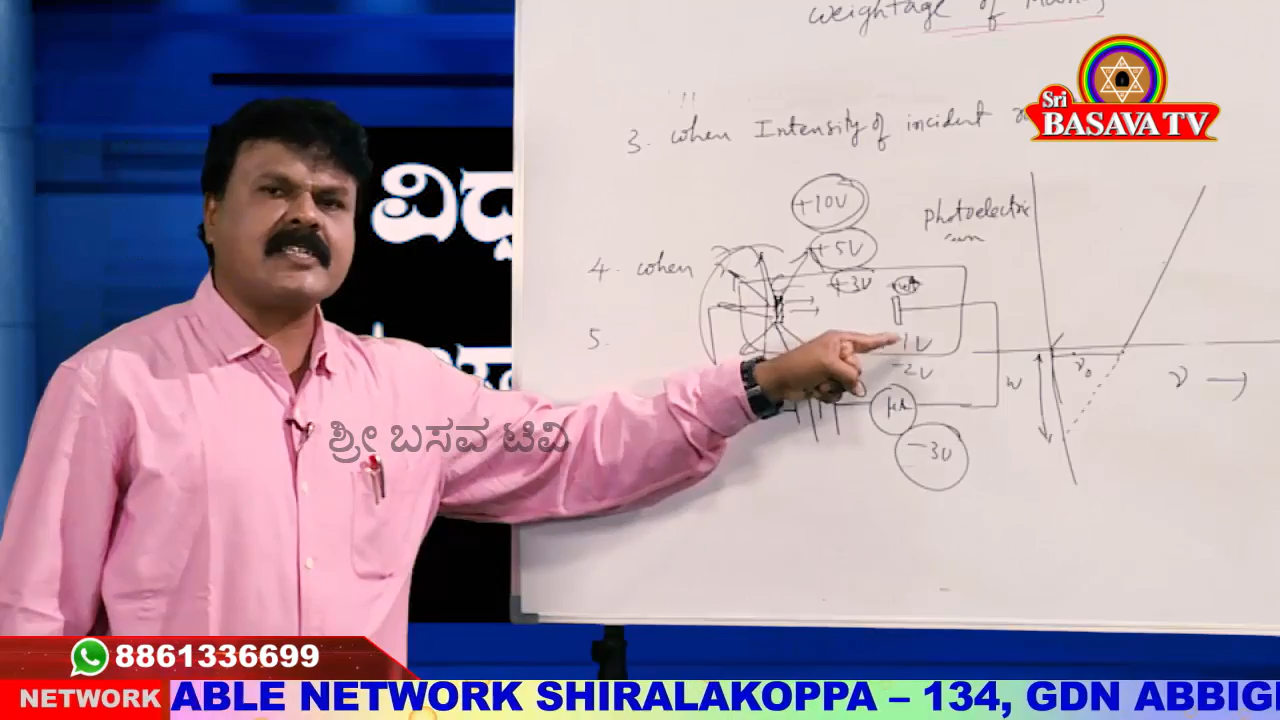 weightage of
Sri
BASAVA TV
3. when Intensity of incident
+10V
photoelectric
+5V
4. when
+3V
ವಿದ್ಯ
5.
1V
-2V
ν₀
W
ν
μA
-3V
ಶ್ರೀ ಬಸವ ಟಿವಿ
8861336699
NETWORK ABLE NETWORK SHIRALAKOPPA – 134, GDN ABBIG